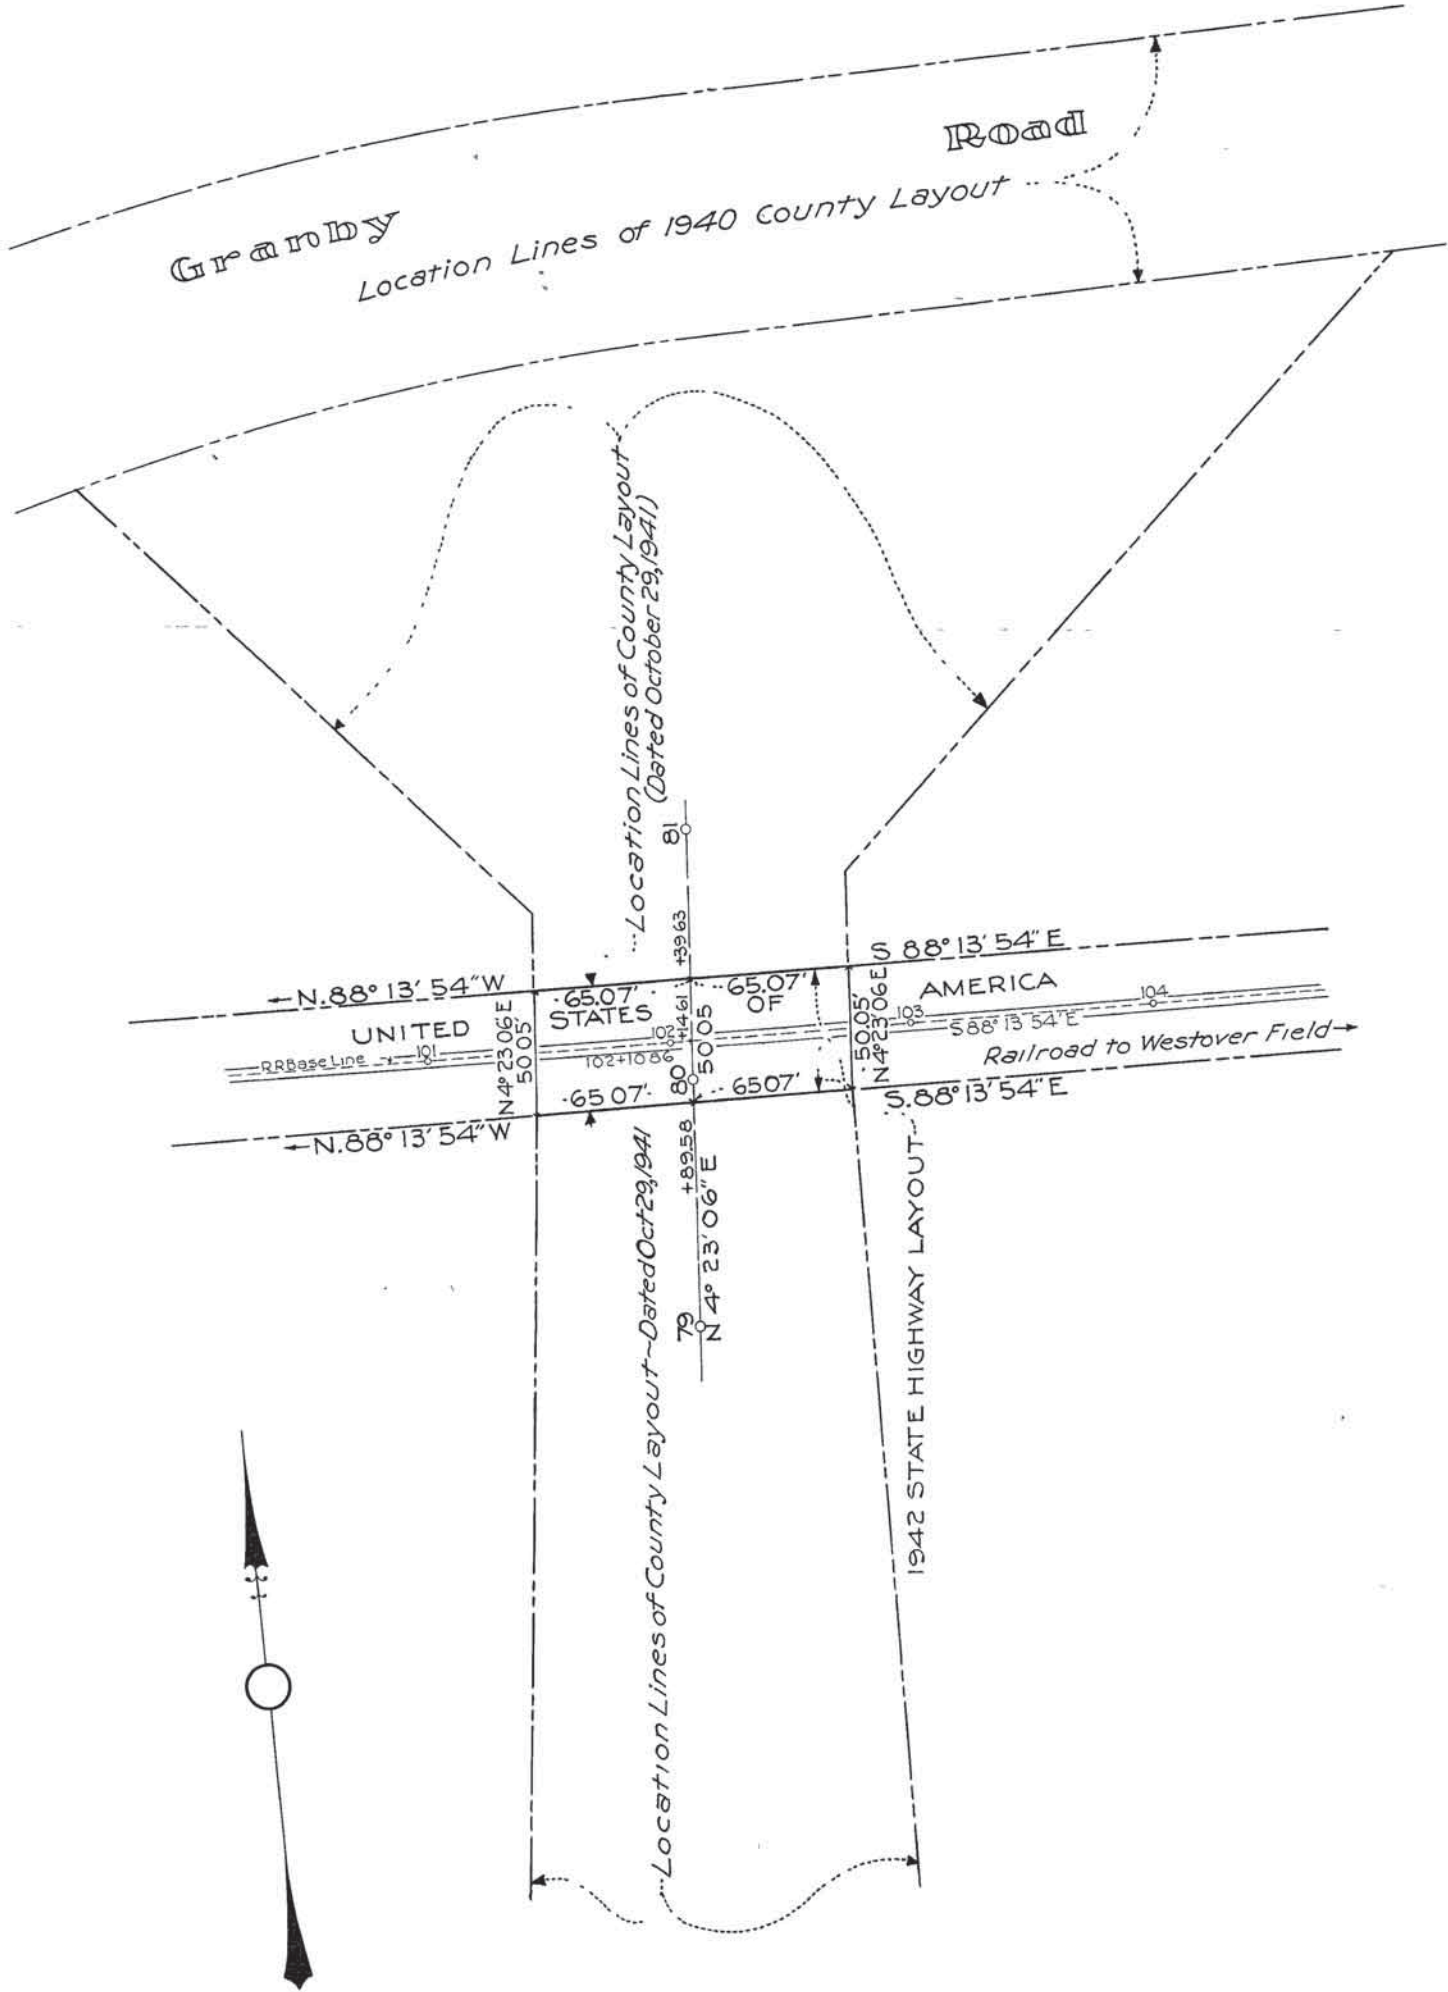 Granby
Road
Location Lines of 1940 County Layout
Location Lines of County Layout
(Dated October 29, 1941)
81
+39.63
N.88° 13' 54" W
S 88° 13' 54" E
65.07'
65.07'
UNITED
STATES
OF
AMERICA
N 4° 23' 06" E
50.05'
+14.61
50.05
50.05'
N 4° 23' 06" E
RR Base Line
101
102
102+10.86
103
104
S 88° 13' 54" E
Railroad to Westover Field
80
65.07'
65.07'
N.88° 13' 54" W
S.88° 13' 54" E
+89.58
N 4° 23' 06" E
79
Location Lines of County Layout ~ Dated Oct 29, 1941
1942 STATE HIGHWAY LAYOUT